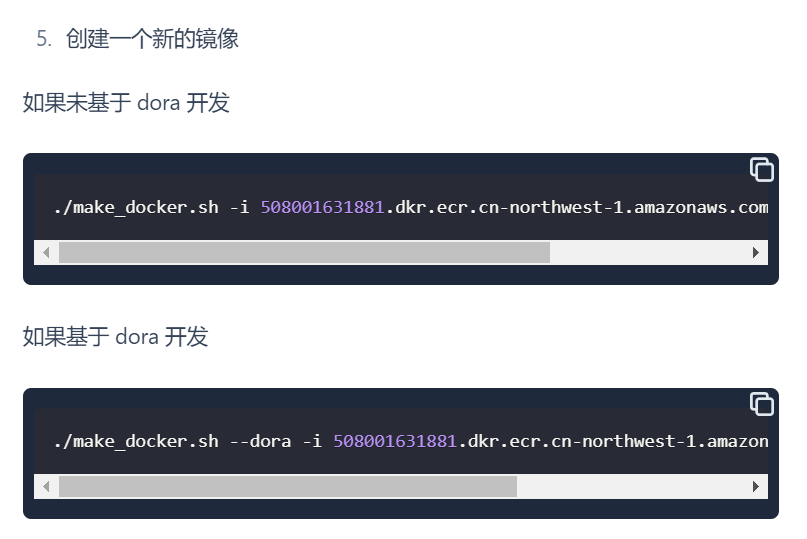 5. 创建一个新的镜像
如果未基于 dora 开发
./make_docker.sh -i 508001631881.dkr.ecr.cn-northwest-1.amazonaws.com
如果基于 dora 开发
./make_docker.sh --dora -i 508001631881.dkr.ecr.cn-northwest-1.amazon